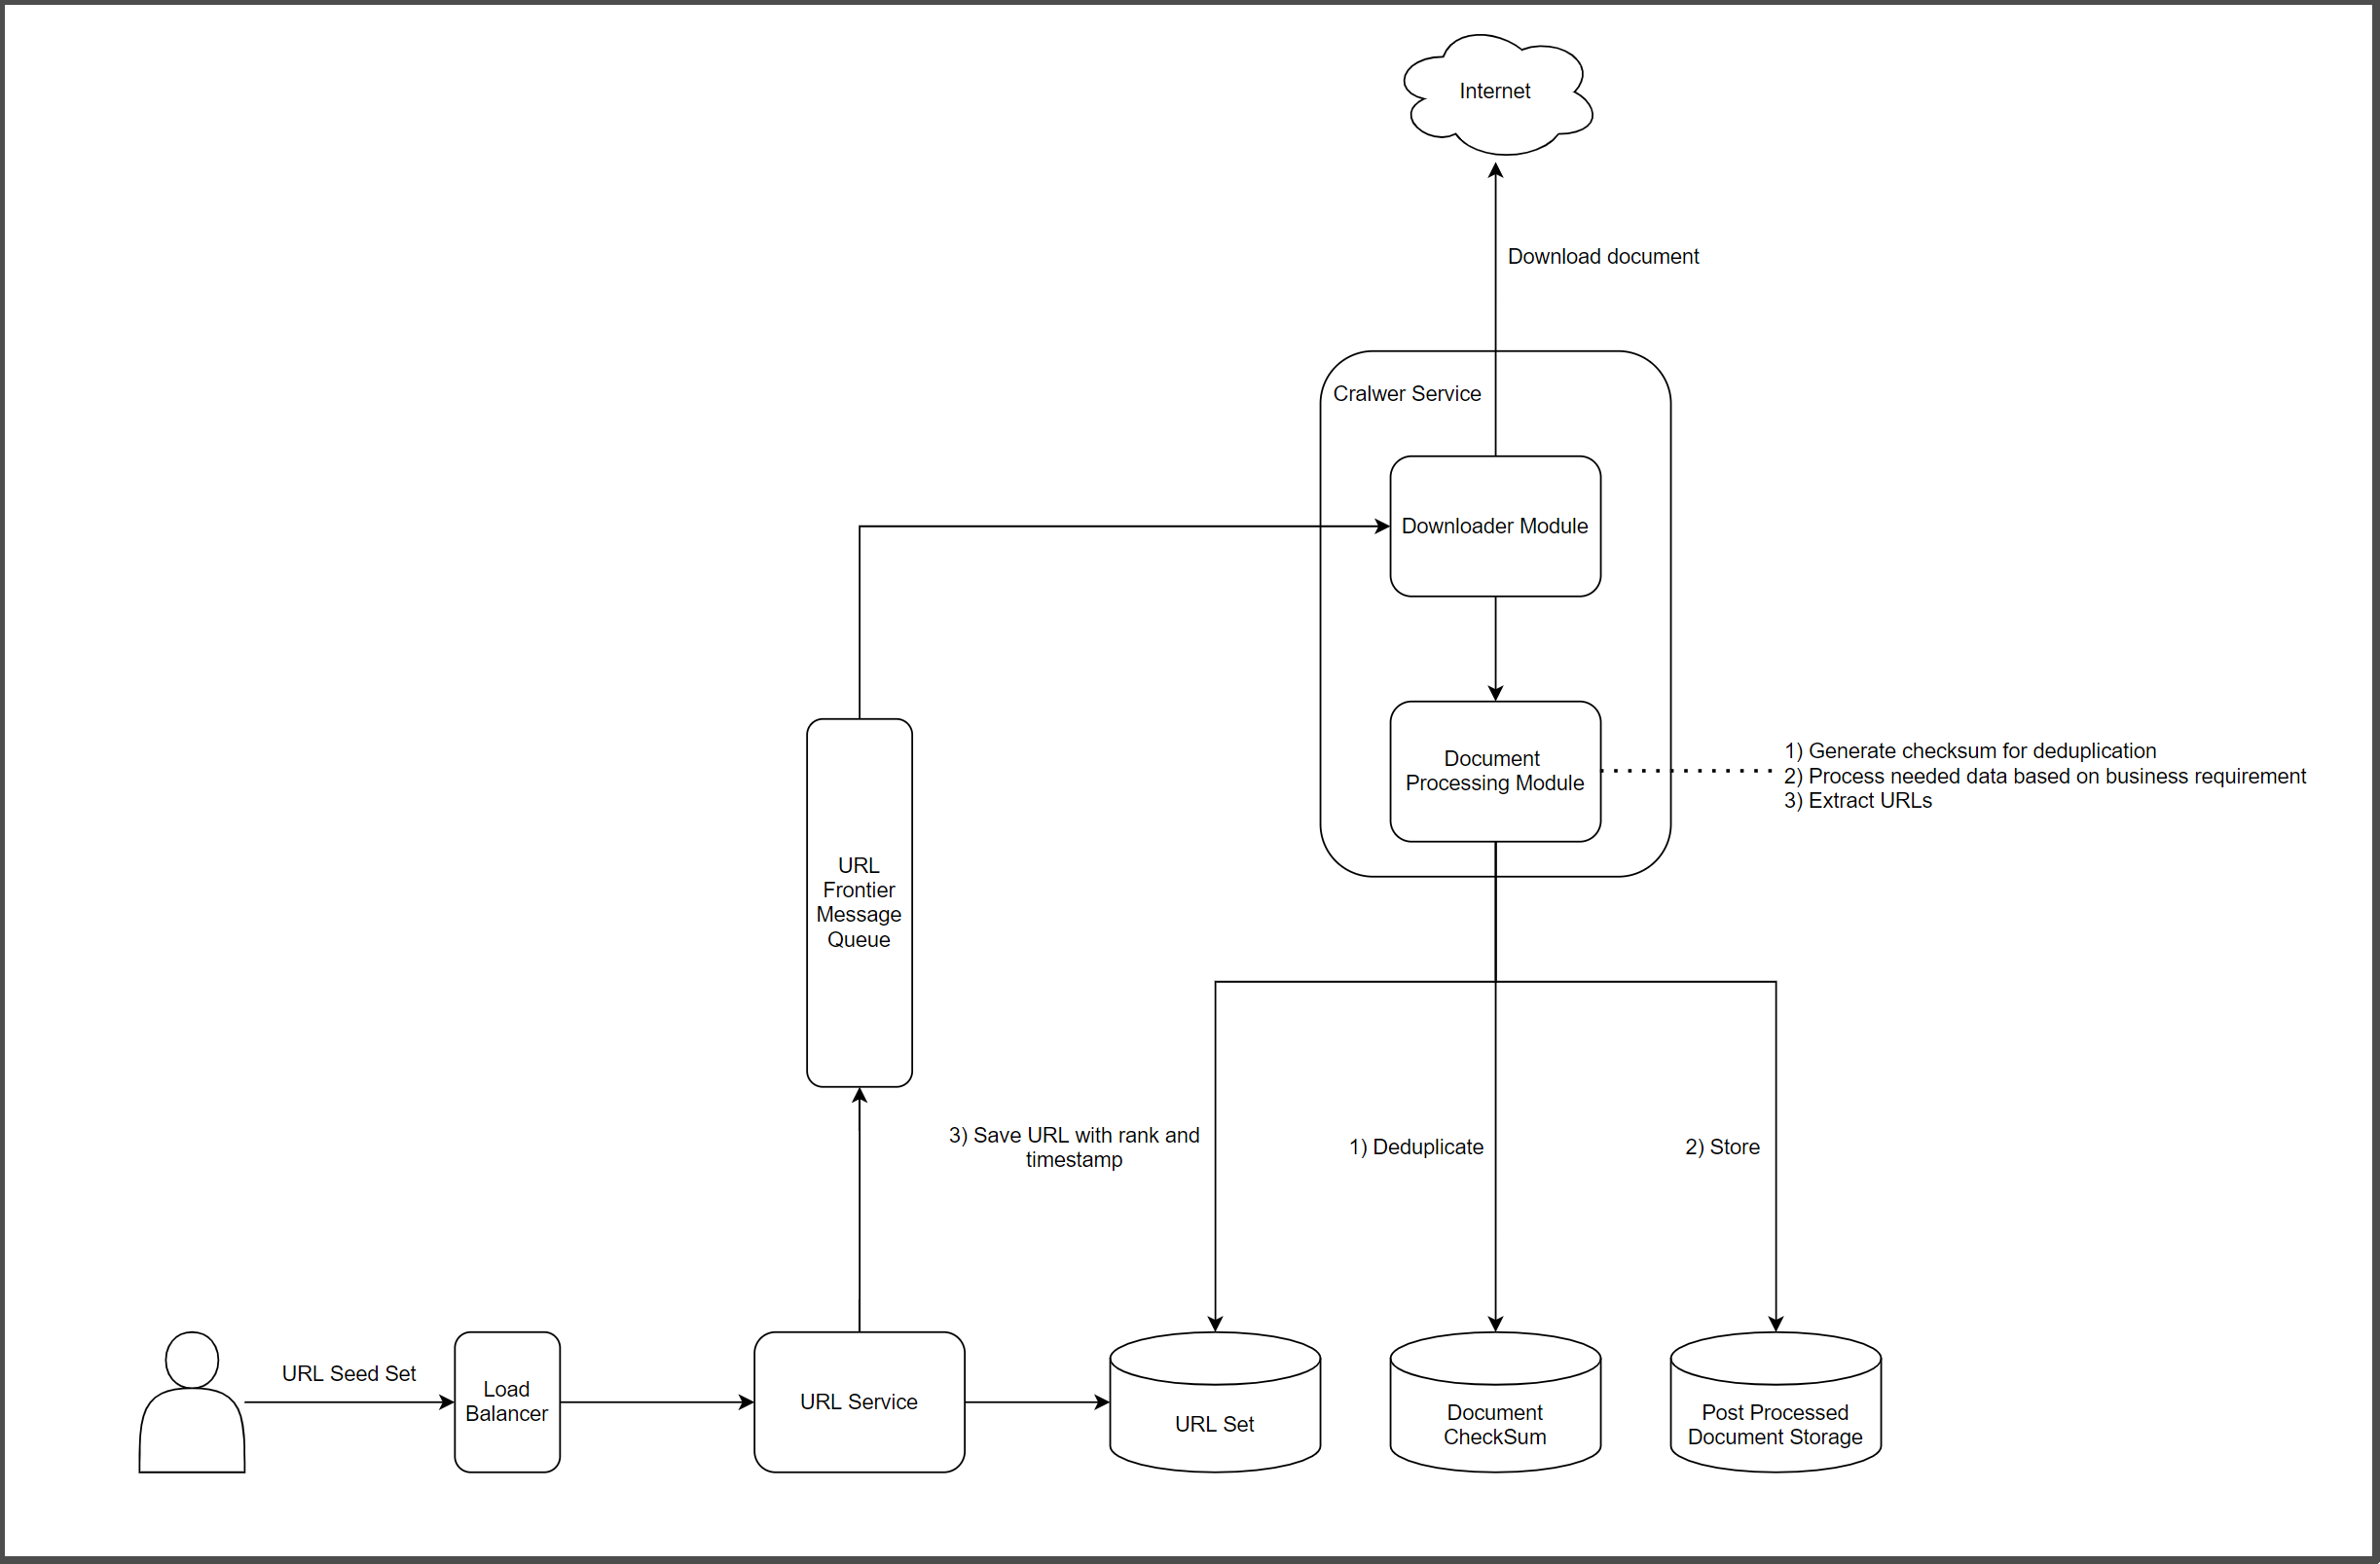 Internet
Download document
Cralwer Service
Downloader Module
Document
Processing Module
1) Generate checksum for deduplication
2) Process needed data based on business requirement
3) Extract URLs
URL
Frontier
Message
Queue
3) Save URL with rank and
timestamp
1) Deduplicate
2) Store
URL Seed Set
Load
Balancer
URL Service
URL Set
Document
CheckSum
Post Processed
Document Storage